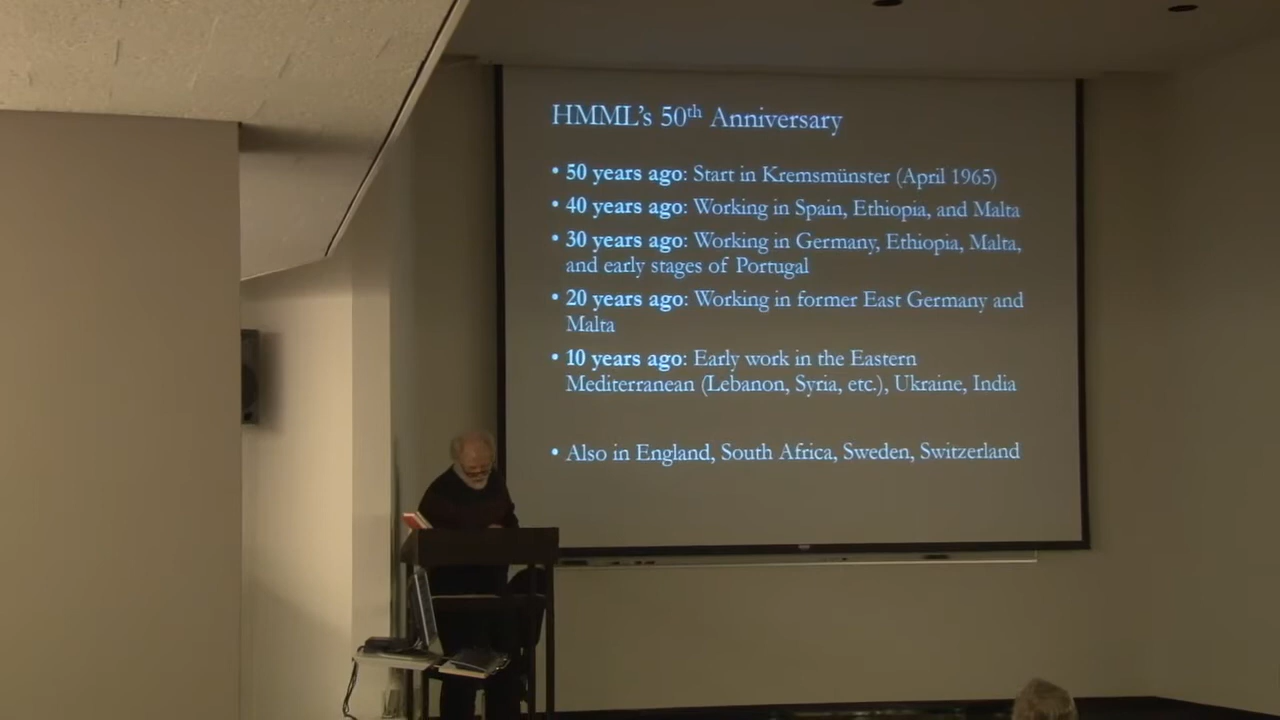 HMML's 50th Anniversary
• 50 years ago: Start in Kremsmünster (April 1965)
• 40 years ago: Working in Spain, Ethiopia, and Malta
• 30 years ago: Working in Germany, Ethiopia, Malta,
and early stages of Portugal
• 20 years ago: Working in former East Germany and
Malta
• 10 years ago: Early work in the Eastern
Mediterranean (Lebanon, Syria, etc.), Ukraine, India
• Also in England, South Africa, Sweden, Switzerland